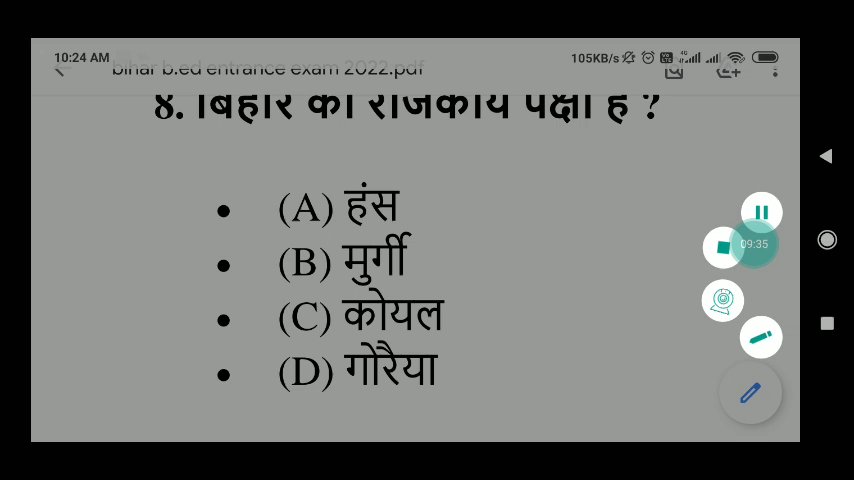 10:24 AM
105KB/s
bihar b.ed entrance exam 2022.pdf
8. बिहार का राजकीय पक्षी है ?
• (A) हंस
• (B) मुर्गी
• (C) कोयल
• (D) गोरैया
09:35